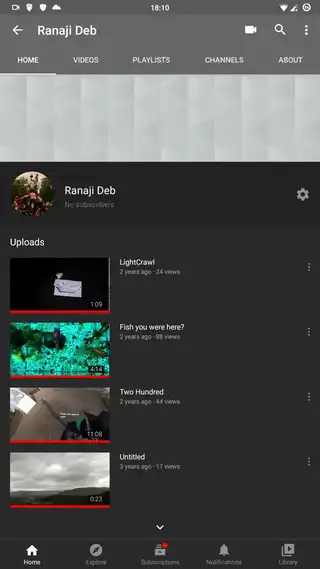 18:10
Ranaji Deb
HOME VIDEOS PLAYLISTS CHANNELS ABOUT
Ranaji Deb
No subscribers
Uploads
LightCrawl
2 years ago · 24 views
1:09
Fish you were here?
2 years ago · 88 views
4:14
Two Hundred
2 years ago · 44 views
11:08
Untitled
3 years ago · 17 views
0:23
Home Explore Subscriptions Notifications Library